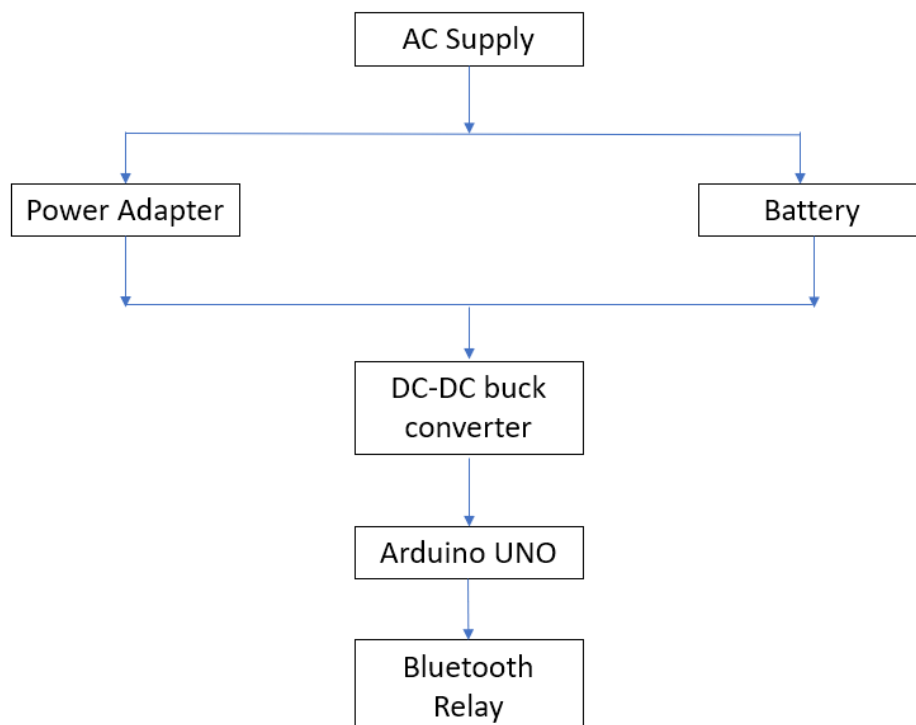 AC Supply
Power Adapter
Battery
DC-DC buck
converter
Arduino UNO
Bluetooth
Relay